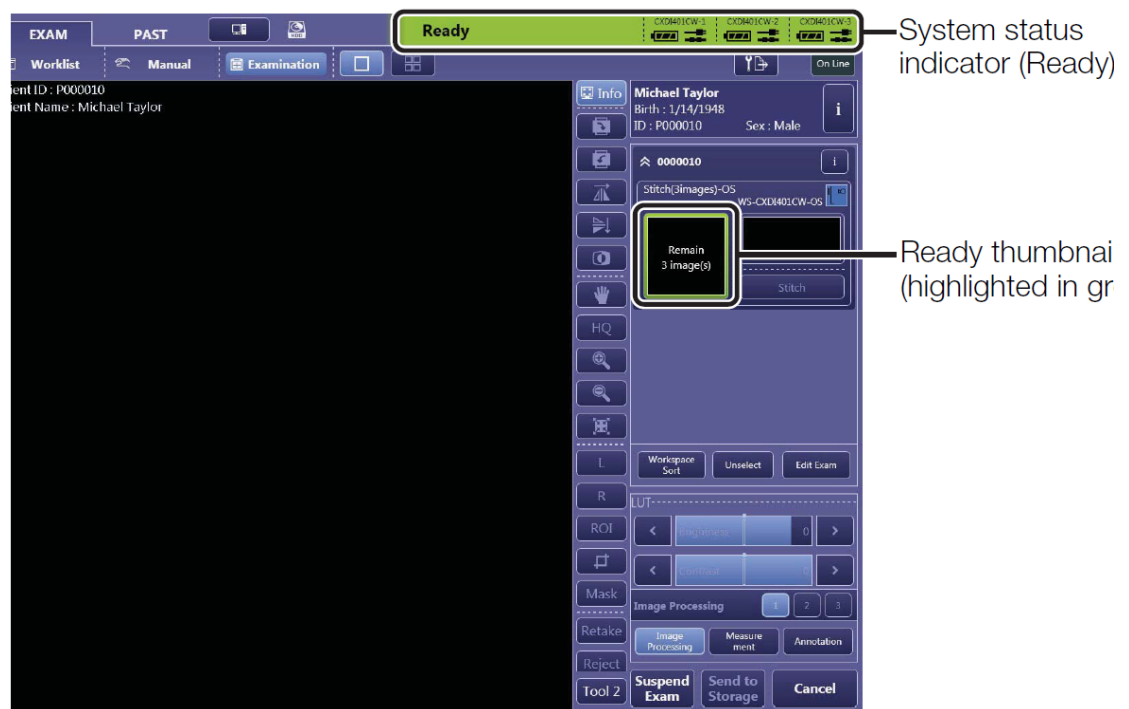 EXAM
PAST
HDD
Ready
CXDI401CW-1
CXDI401CW-2
CXDI401CW-3
System status
indicator (Ready)
Worklist
Manual
Examination
On Line
ient ID : P000010
ient Name : Michael Taylor
Info
Michael Taylor
Birth : 1/14/1948
ID : P000010 Sex : Male
i
0000010
i
Stitch(3images)-OS
WS-CXDI401CW-OS
Remain
3 image(s)
Ready thumbnai
(highlighted in gr
Stitch
HQ
L
R
ROI
Mask
Retake
Reject
Tool 2
Workspace
Sort
Unselect
Edit Exam
LUT
Brightness 0
Contrast
Image Processing 1 2 3
Image
Processing
Measure
ment
Annotation
Suspend
Exam
Send to
Storage
Cancel